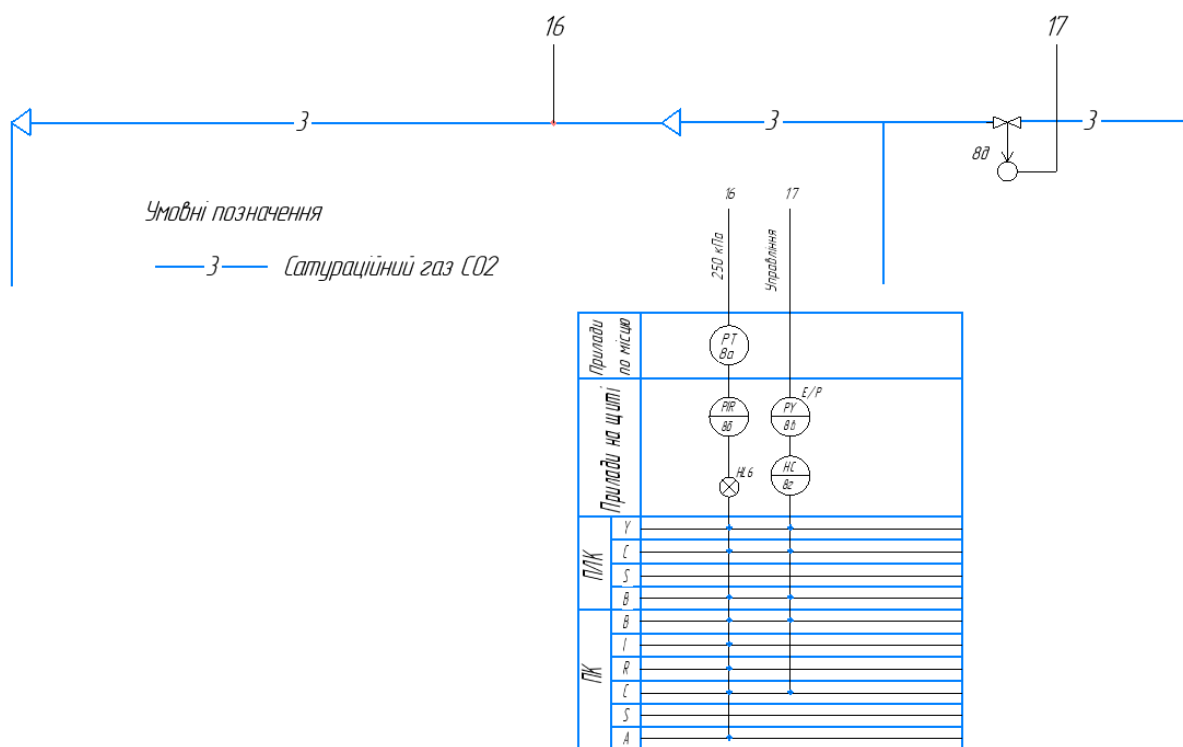 16
17
3
3
3
8д
Умовні позначення
3 Сатураційний газ CO2
16
17
250 кПа
Управління
Прилади по місцю
PT
8а
Прилади на щиті
PIR
8б
E/P
PY
8в
HL6
HC
8г
ПЛК
Y
C
S
B
ПК
B
I
R
C
S
A